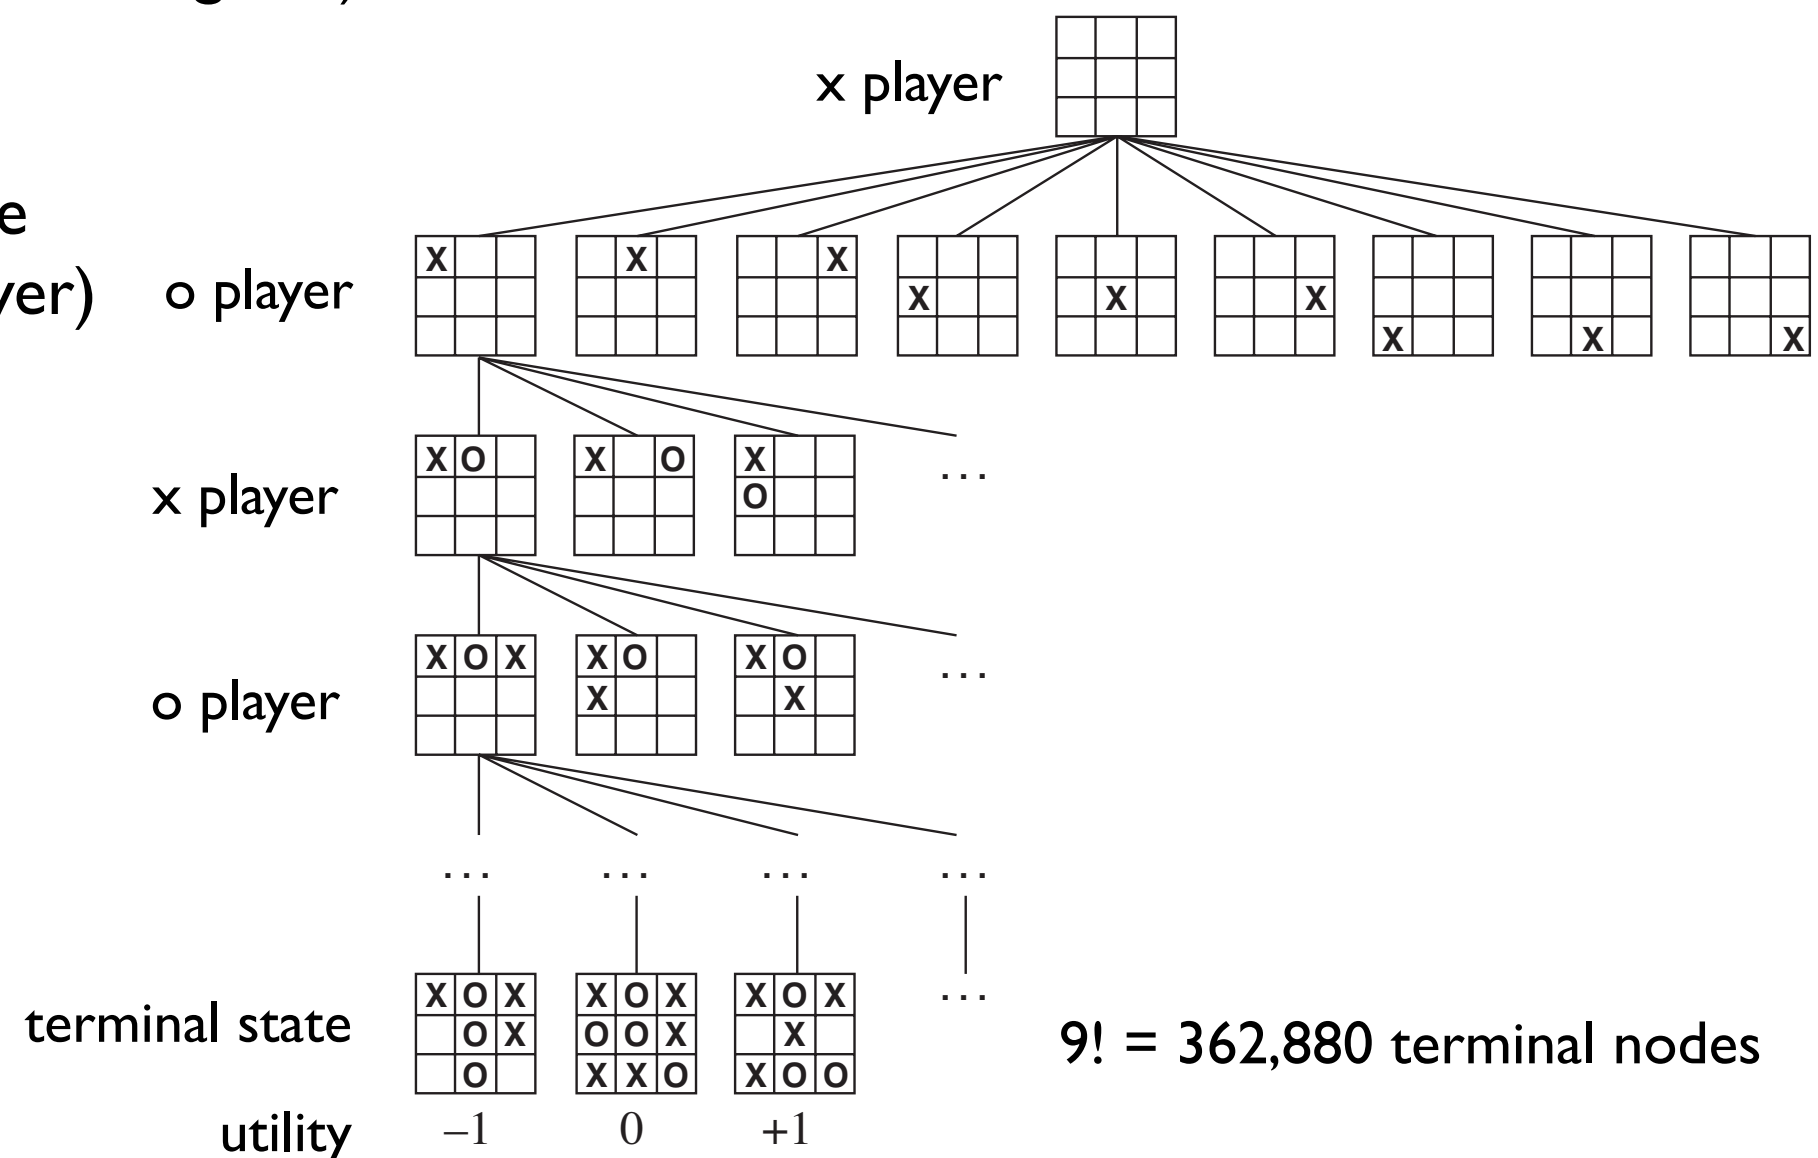 x player
o player
X X X X X X X X X
x player
X O X O X
O
...
o player
X O X X O X O
X X
...
... ... ... ...
terminal state
X O X X O X X O X
O X O O X X
O X X O X O O
...
9! = 362,880 terminal nodes
utility
–1 0 +1